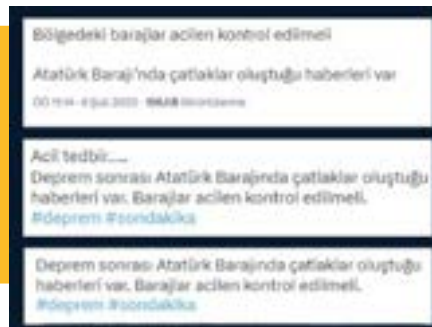 Bölgedeki barajlar acilen kontrol edilmeli
Atatürk Barajı'nda çatlaklar oluştuğu haberleri var
Acil tedbir.....
Deprem sonrası Atatürk Barajında çatlaklar oluştuğu
haberleri var. Barajlar acilen kontrol edilmeli.
#deprem #sondakika
Deprem sonrası Atatürk Barajında çatlaklar oluştuğu
haberleri var. Barajlar acilen kontrol edilmeli.
#deprem #sondakika